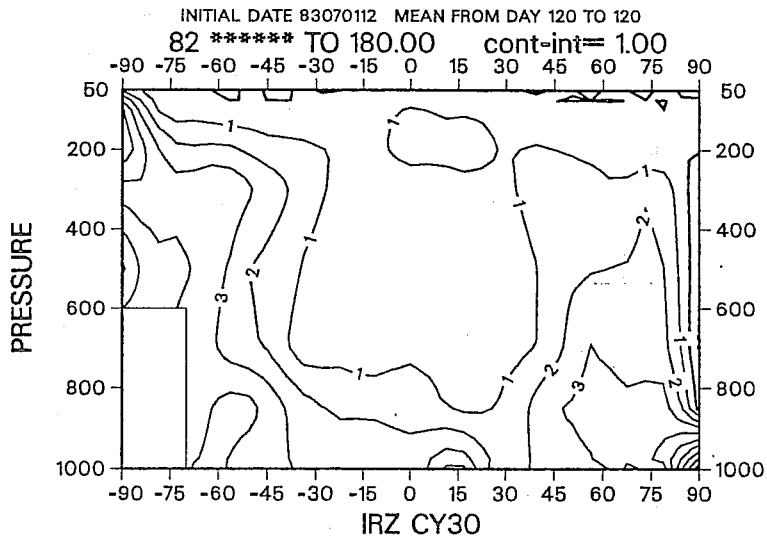 INITIAL DATE 83070112 MEAN FROM DAY 120 TO 120
82 ****** TO 180.00 cont-int= 1.00
-90 -75 -60 -45 -30 -15 0 15 30 45 60 75 90
50 50
1 1
200 200
1
400 2 400
1 1
PRESSURE
2
3
600 600
1
1 1 2 3 2
800 800
1000 1000
-90 -75 -60 -45 -30 -15 0 15 30 45 60 75 90
IRZ CY30